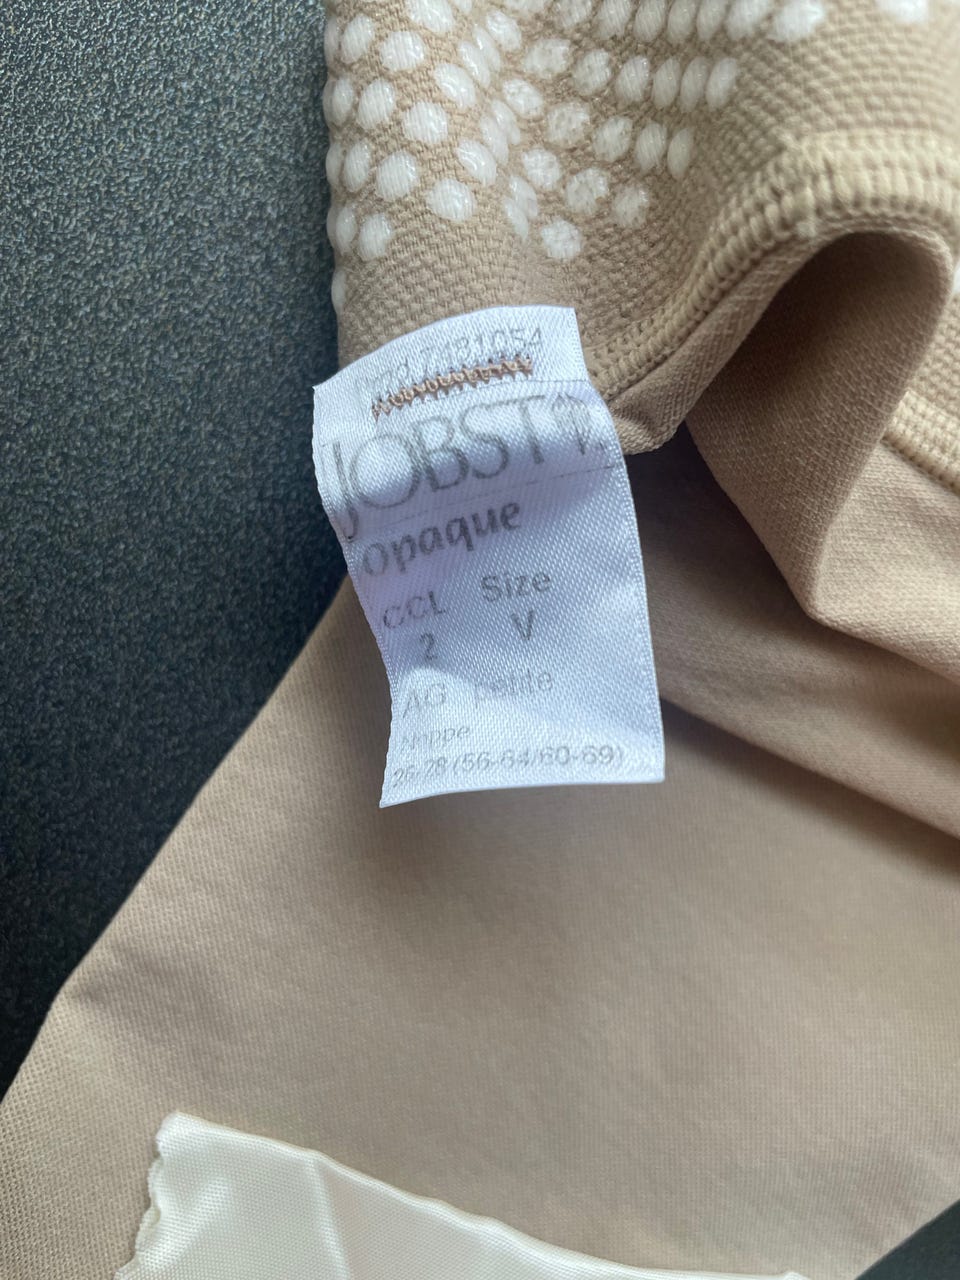 JOBST
opaque
CCL Size
2 V
AG petite
Noppe
26-28 (56-64/60-69)